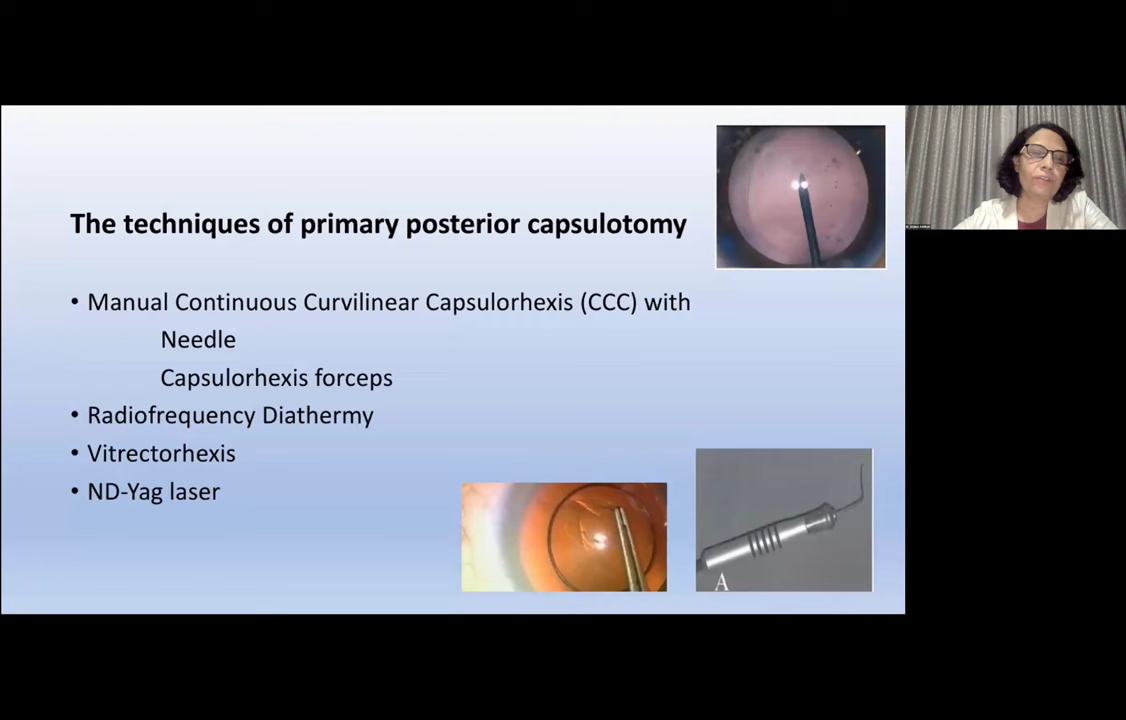 The techniques of primary posterior capsulotomy
• Manual Continuous Curvilinear Capsulorhexis (CCC) with
Needle
Capsulorhexis forceps
• Radiofrequency Diathermy
• Vitrectorhexis
• ND-Yag laser
A